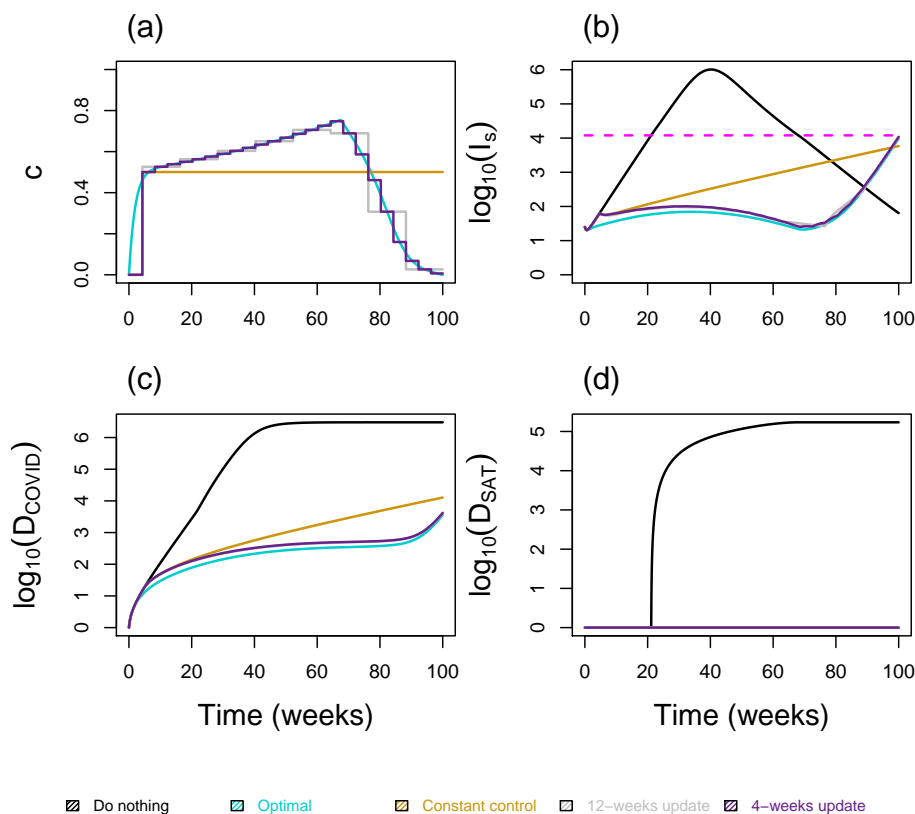 (a)
(b)
c
0.0 0.4 0.8
0 20 40 60 80 100
log10(Is)
0 1 2 3 4 5 6
0 20 40 60 80 100
(c)
(d)
log10(DCOVID)
0 1 2 3 4 5 6
0 20 40 60 80 100
Time (weeks)
log10(DSAT)
0 1 2 3 4 5
0 20 40 60 80 100
Time (weeks)
Do nothing Optimal Constant control 12−weeks update 4−weeks update